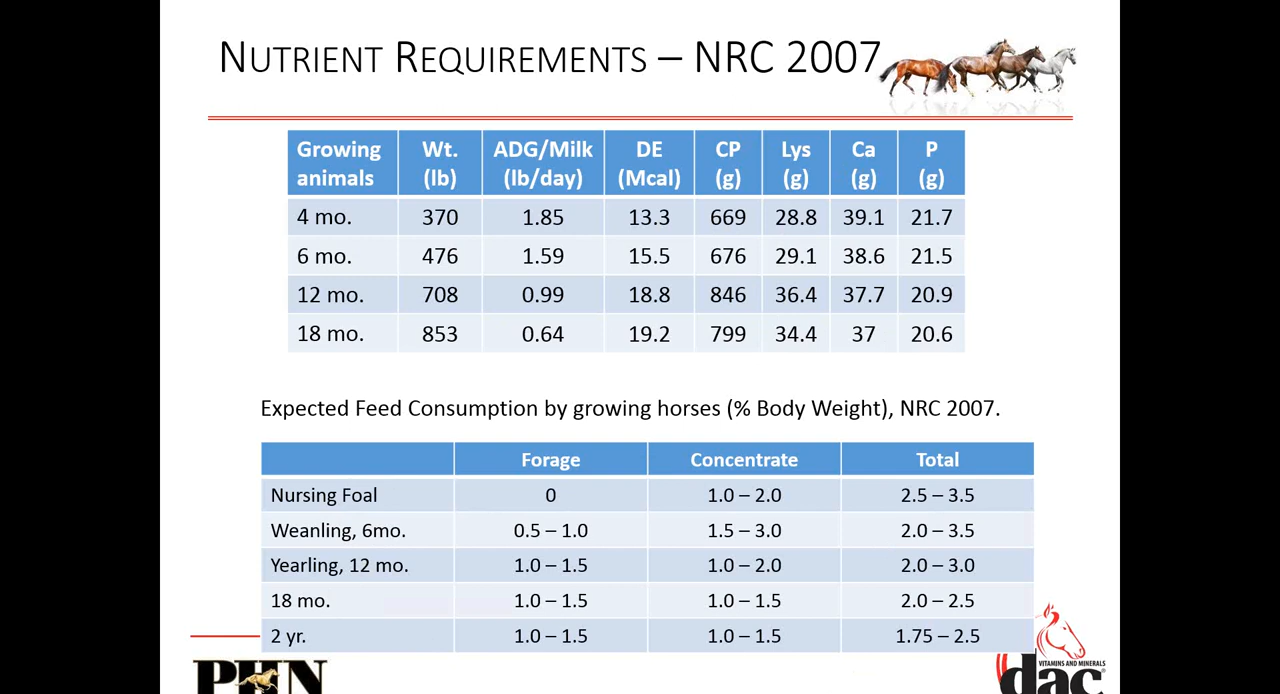 NUTRIENT REQUIREMENTS – NRC 2007
Growing animals Wt. (lb) ADG/Milk (lb/day) DE (Mcal) CP (g) Lys (g) Ca (g) P (g)
4 mo. 370 1.85 13.3 669 28.8 39.1 21.7
6 mo. 476 1.59 15.5 676 29.1 38.6 21.5
12 mo. 708 0.99 18.8 846 36.4 37.7 20.9
18 mo. 853 0.64 19.2 799 34.4 37 20.6
Expected Feed Consumption by growing horses (% Body Weight), NRC 2007.
Forage Concentrate Total
Nursing Foal 0 1.0 – 2.0 2.5 – 3.5
Weanling, 6mo. 0.5 – 1.0 1.5 – 3.0 2.0 – 3.5
Yearling, 12 mo. 1.0 – 1.5 1.0 – 2.0 2.0 – 3.0
18 mo. 1.0 – 1.5 1.0 – 1.5 2.0 – 2.5
2 yr. 1.0 – 1.5 1.0 – 1.5 1.75 – 2.5
PHN
VITAMINS AND MINERALS
dac